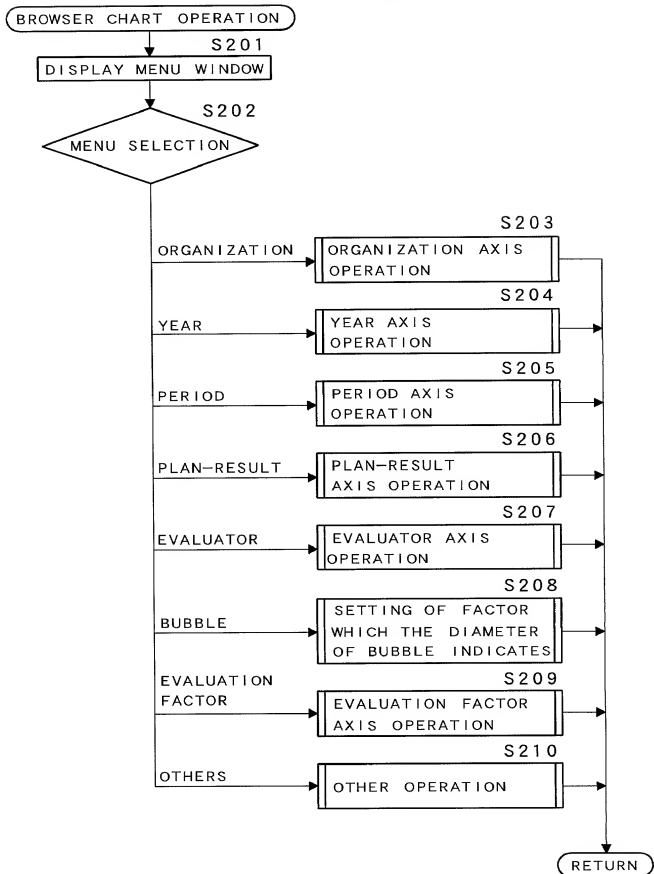 BROWSER CHART OPERATION
S201
DISPLAY MENU WINDOW
S202
MENU SELECTION
S203
ORGANIZATION
ORGANIZATION AXIS
OPERATION
S204
YEAR
YEAR AXIS
OPERATION
S205
PERIOD
PERIOD AXIS
OPERATION
S206
PLAN-RESULT
PLAN-RESULT
AXIS OPERATION
S207
EVALUATOR
EVALUATOR AXIS
OPERATION
S208
BUBBLE
SETTING OF FACTOR
WHICH THE DIAMETER
OF BUBBLE INDICATES
S209
EVALUATION
FACTOR
EVALUATION FACTOR
AXIS OPERATION
S210
OTHERS
OTHER OPERATION
RETURN